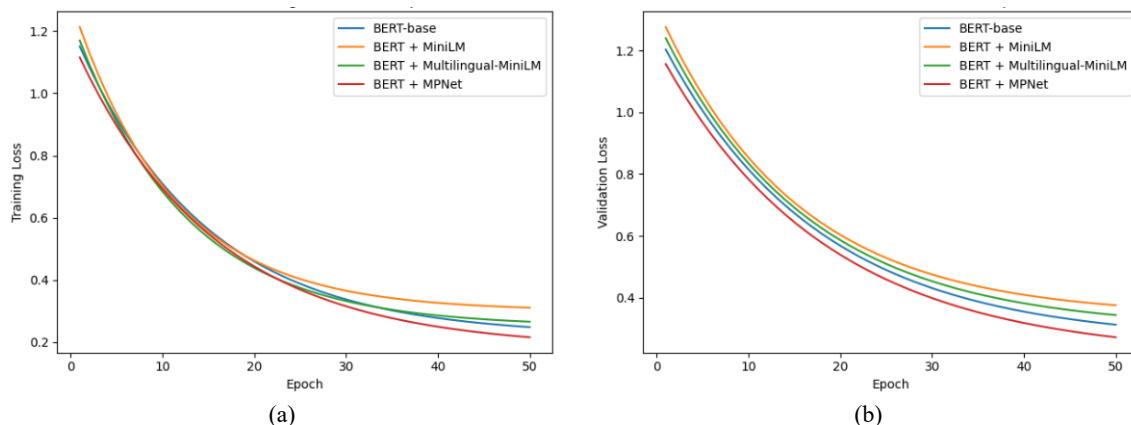 BERT-base
BERT + MiniLM
BERT + Multilingual-MiniLM
BERT + MPNet
1.2
1.0
0.8
0.6
0.4
0.2
Training Loss
0 10 20 30 40 50
Epoch
(a)
BERT-base
BERT + MiniLM
BERT + Multilingual-MiniLM
BERT + MPNet
1.2
1.0
0.8
0.6
0.4
Validation Loss
0 10 20 30 40 50
Epoch
(b)